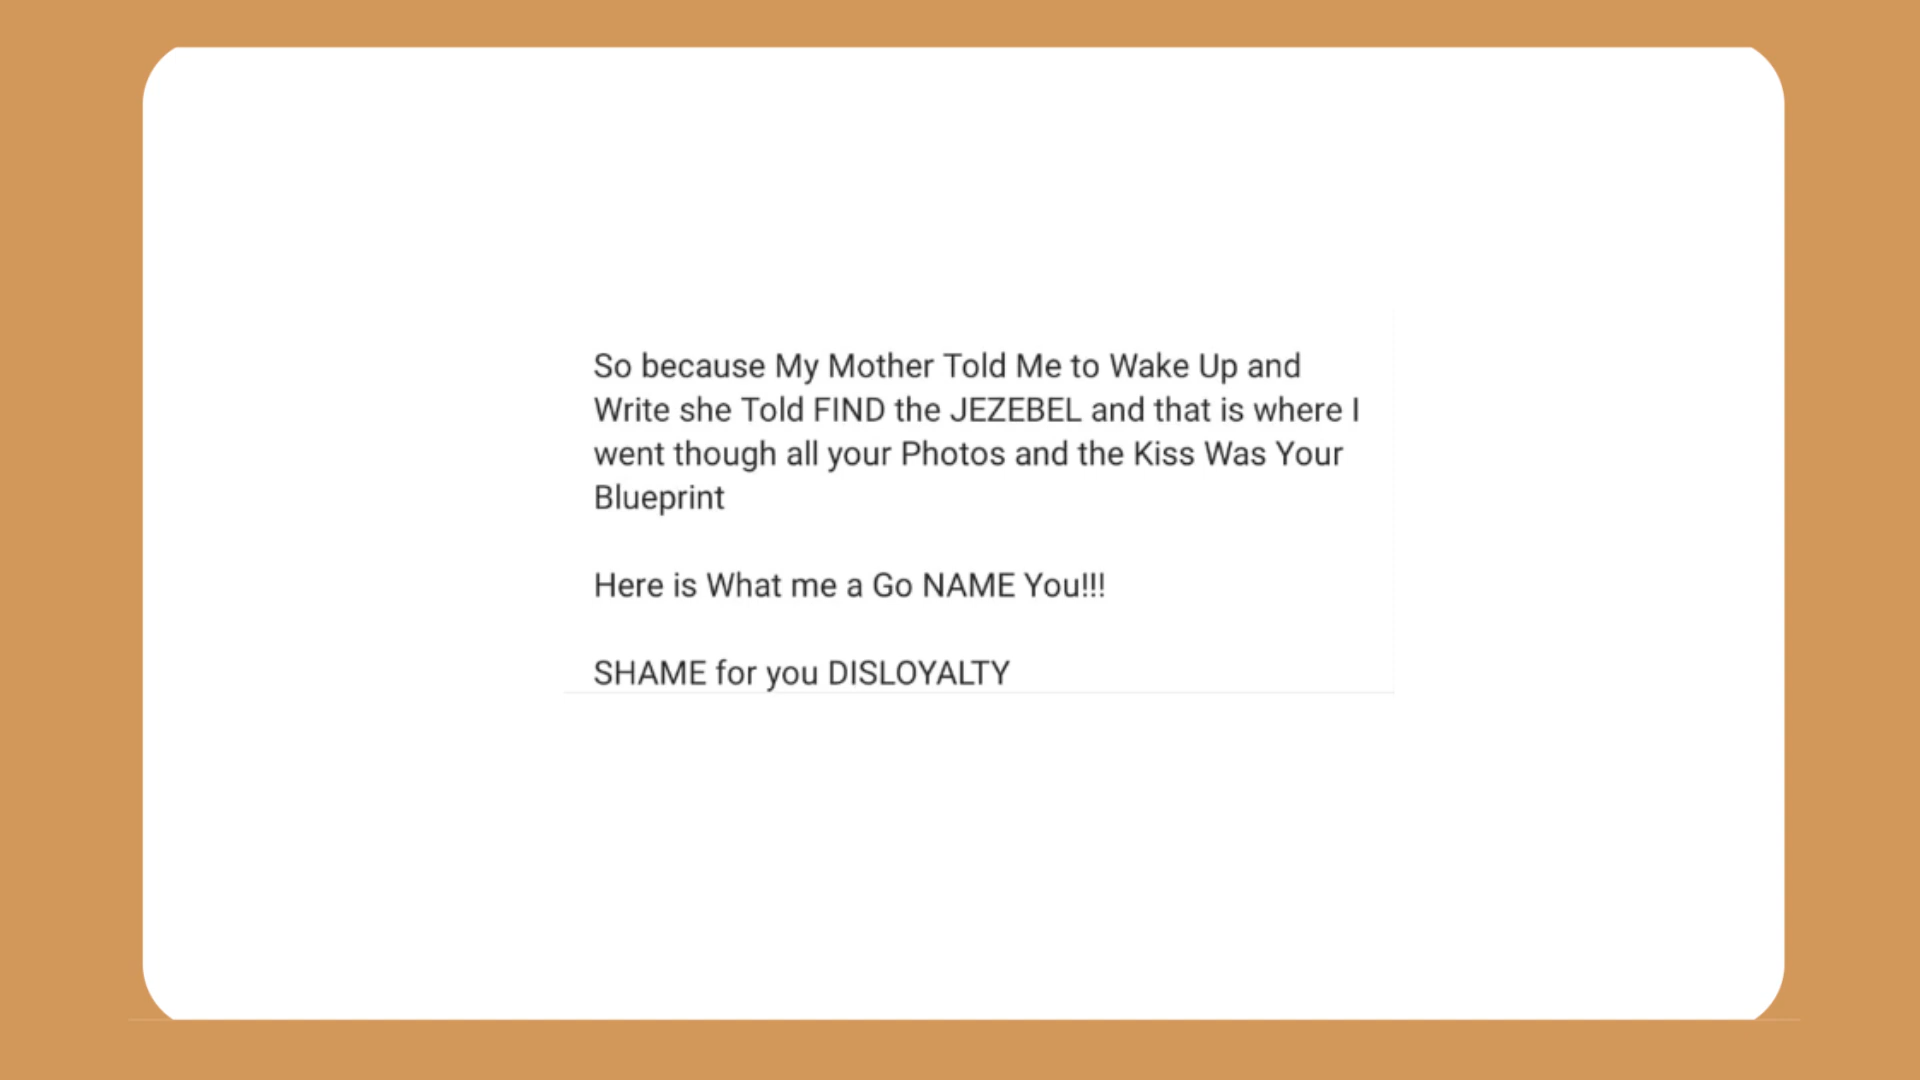 So because My Mother Told Me to Wake Up and
Write she Told FIND the JEZEBEL and that is where I
went though all your Photos and the Kiss Was Your
Blueprint
Here is What me a Go NAME You!!!
SHAME for you DISLOYALTY